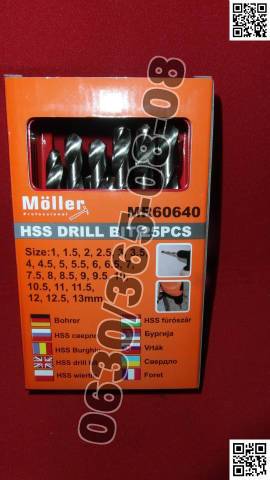 Möller
Professional
MR60640
HSS DRILL BIT 25PCS
Size:1, 1.5, 2, 2.5, 3, 3.5,
4, 4.5, 5, 5.5, 6, 6.5, 7,
7.5, 8, 8.5, 9, 9.5, 10,
10.5, 11, 11.5,
12, 12.5, 13mm
Bohrer
HSS fúrószár
HSS сверло
Бургија
HSS Burghiu
Vrták
HSS drill bit
Свердло
HSS wiertło
Foret
0630/365-08-08